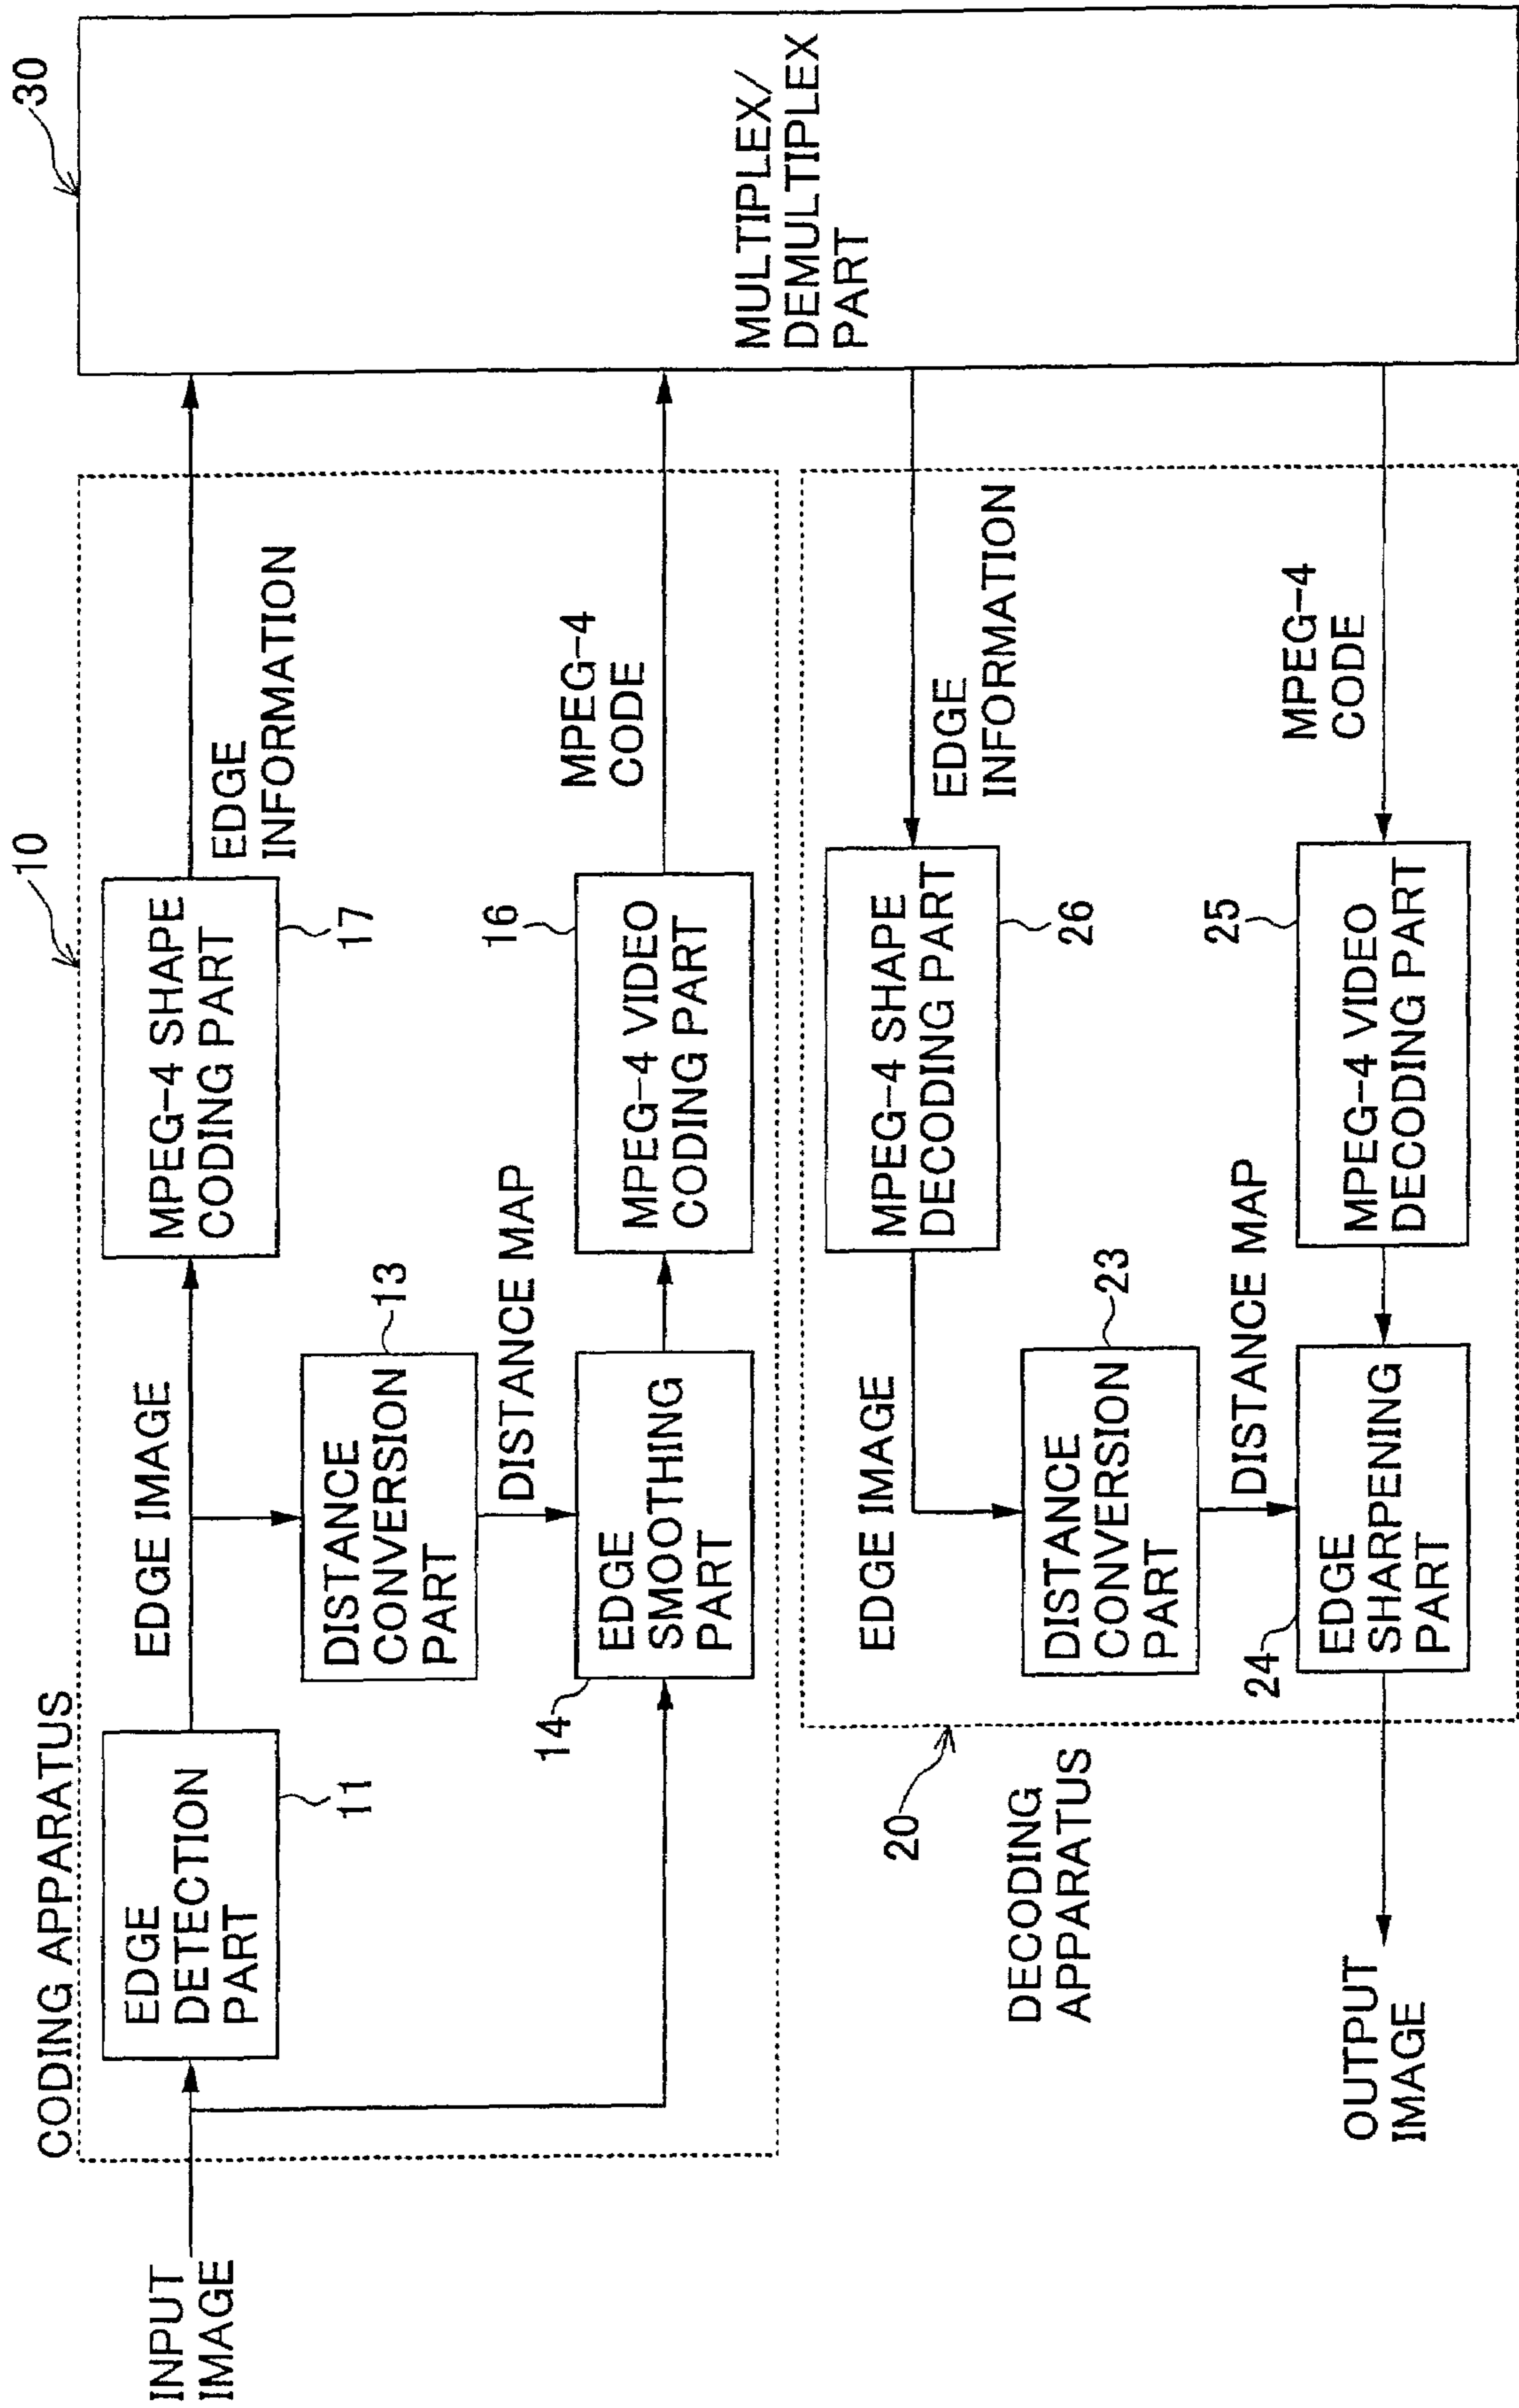 CODING APPARATUS
10
30
INPUT
IMAGE
EDGE
DETECTION
PART
11
EDGE IMAGE
MPEG-4 SHAPE
CODING PART
17
EDGE
INFORMATION
DISTANCE
CONVERSION
PART
13
DISTANCE MAP
14
EDGE
SMOOTHING
PART
16
MPEG-4 VIDEO
CODING PART
MPEG-4
CODE
MULTIPLEX/
DEMULTIPLEX
PART
20
DECODING
APPARATUS
MPEG-4 SHAPE
DECODING PART
26
EDGE
INFORMATION
EDGE IMAGE
DISTANCE
CONVERSION
PART
23
DISTANCE MAP
24
EDGE
SHARPENING
PART
25
MPEG-4 VIDEO
DECODING PART
MPEG-4
CODE
OUTPUT
IMAGE